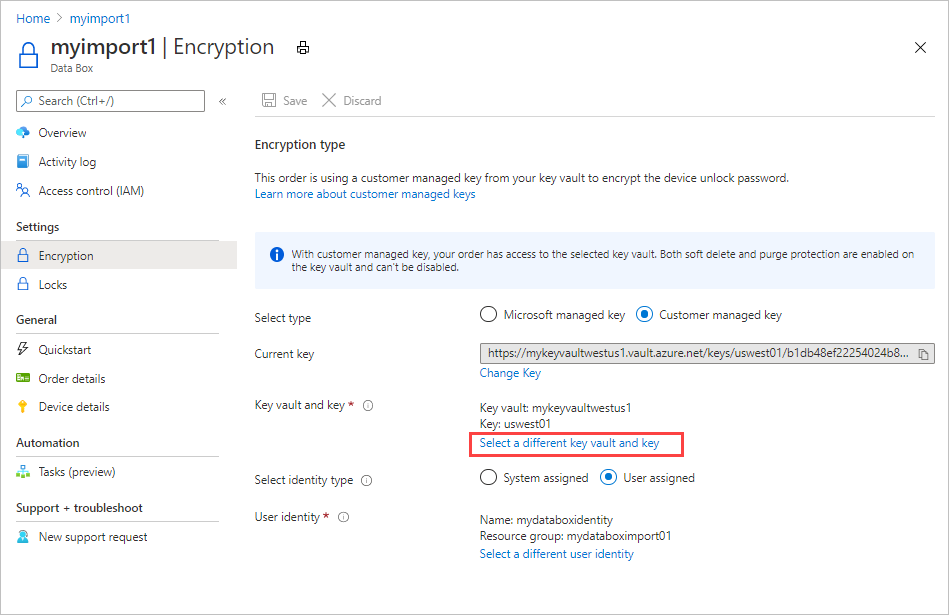 Home > myimport1
myimport1 | Encryption
Data Box
Search (Ctrl+/)
«
Overview
Activity log
Access control (IAM)
Settings
Encryption
Locks
General
Quickstart
Order details
Device details
Automation
Tasks (preview)
Support + troubleshoot
New support request
Save Discard
Encryption type
This order is using a customer managed key from your key vault to encrypt the device unlock password.
Learn more about customer managed keys
With customer managed key, your order has access to the selected key vault. Both soft delete and purge protection are enabled on
the key vault and can't be disabled.
Select type Microsoft managed key Customer managed key
Current key https://mykeyvaultwestus1.vault.azure.net/keys/uswest01/b1db48ef22254024b8...
Change Key
Key vault and key * Key vault: mykeyvaultwestus1
Key: uswest01
Select a different key vault and key
Select identity type System assigned User assigned
User identity * Name: mydataboxidentity
Resource group: mydataboximport01
Select a different user identity